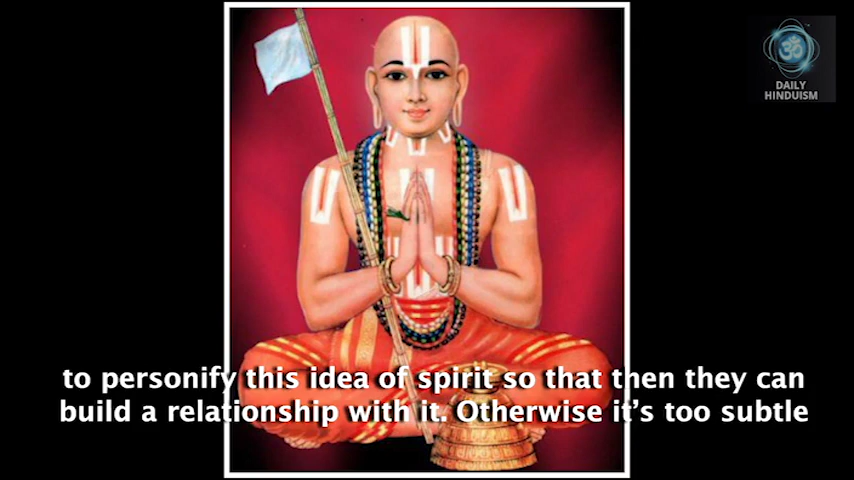 DAILY
HINDUISM
to personify this idea of spirit so that then they can
build a relationship with it. Otherwise it's too subtle